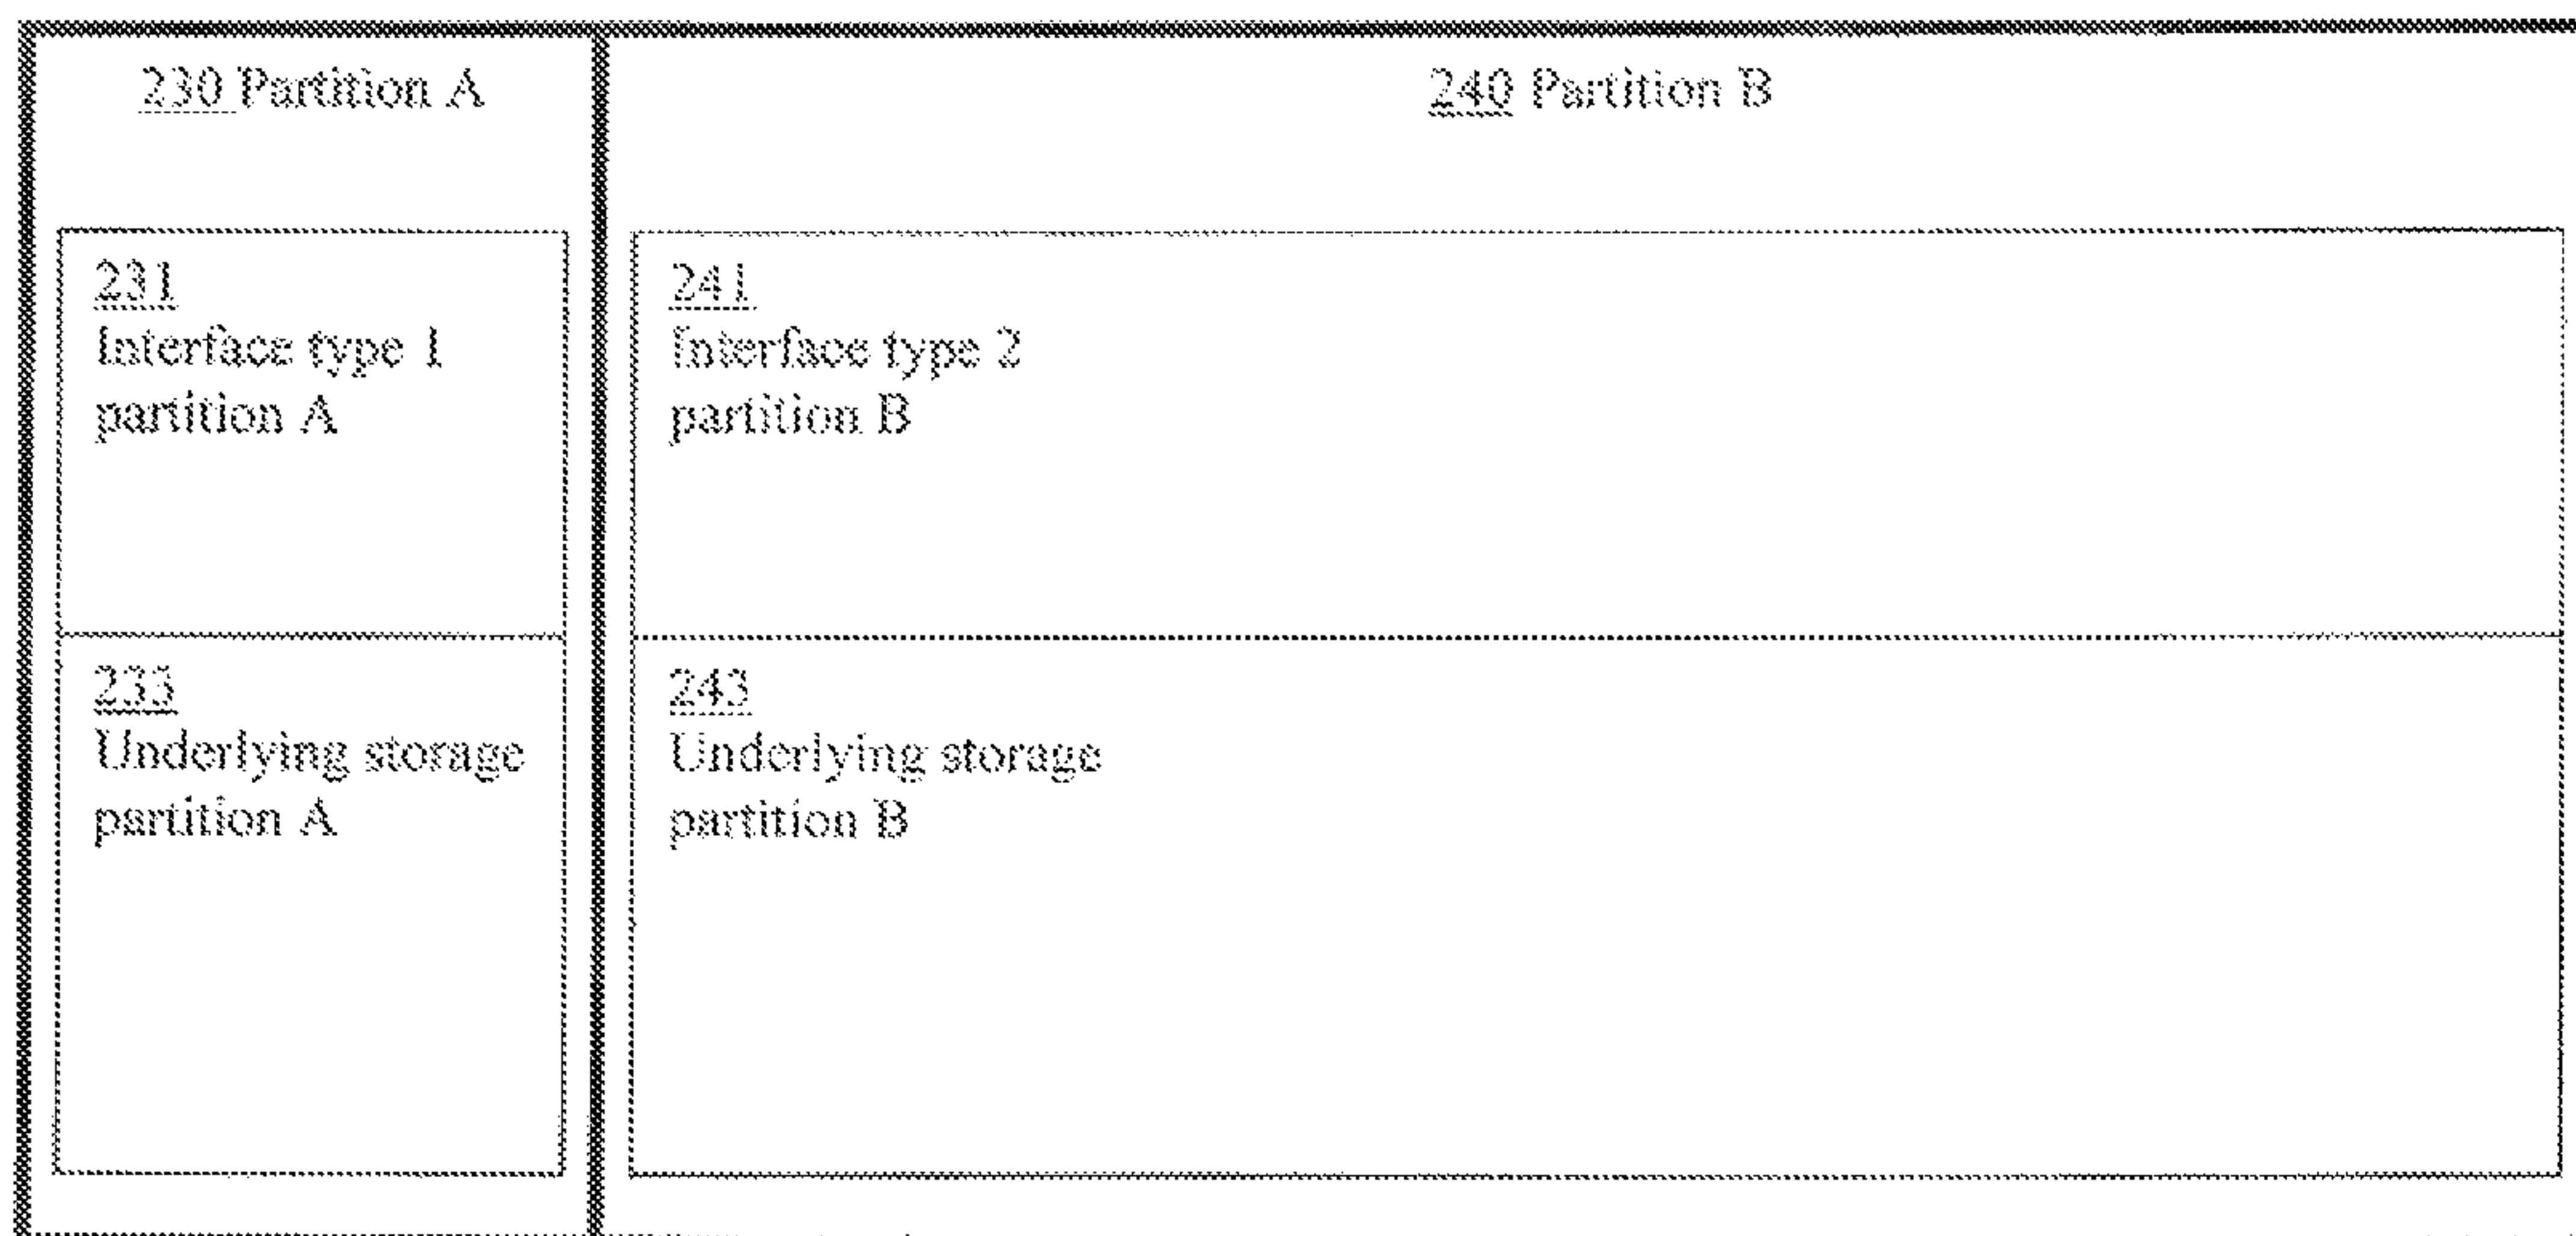 230 Partition A
240 Partition B
231
Interface type 1
partition A
241
Interface type 2
partition B
233
Underlying storage
partition A
243
Underlying storage
partition B